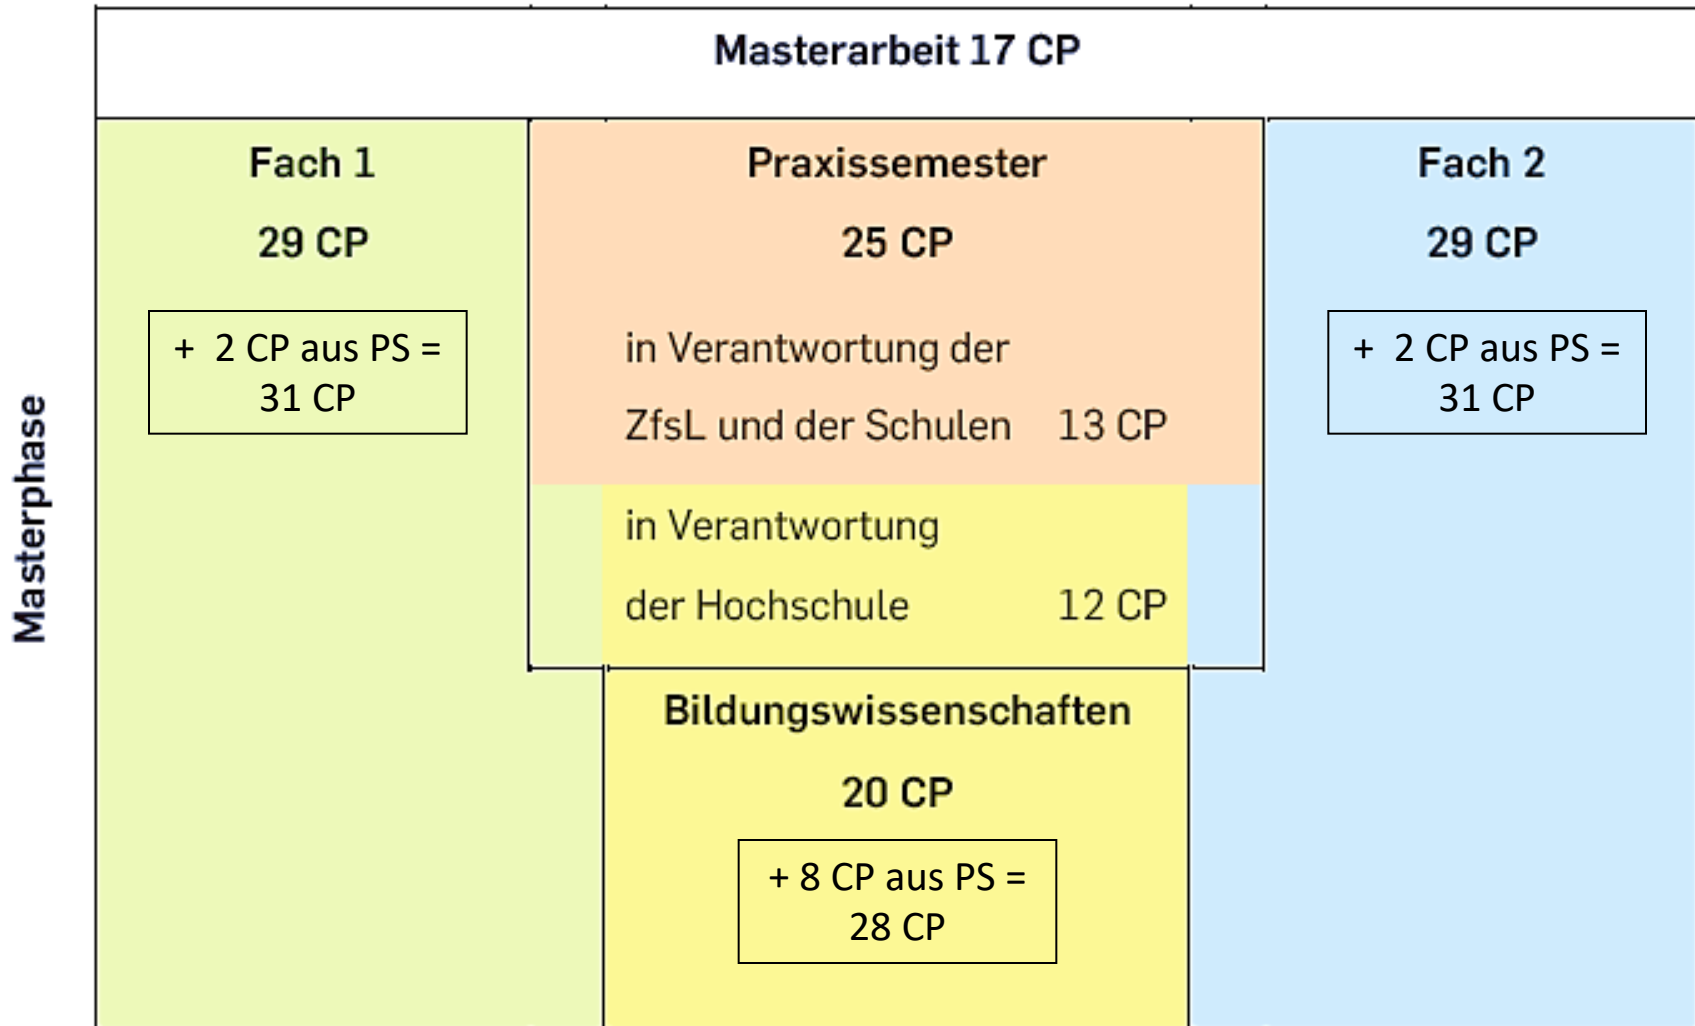 Masterarbeit 17 CP
Masterphase
Fach 1
29 CP
+ 2 CP aus PS =
31 CP
Praxissemester
25 CP
in Verantwortung der
ZfsL und der Schulen 13 CP
in Verantwortung
der Hochschule 12 CP
Bildungswissenschaften
20 CP
+ 8 CP aus PS =
28 CP
Fach 2
29 CP
+ 2 CP aus PS =
31 CP